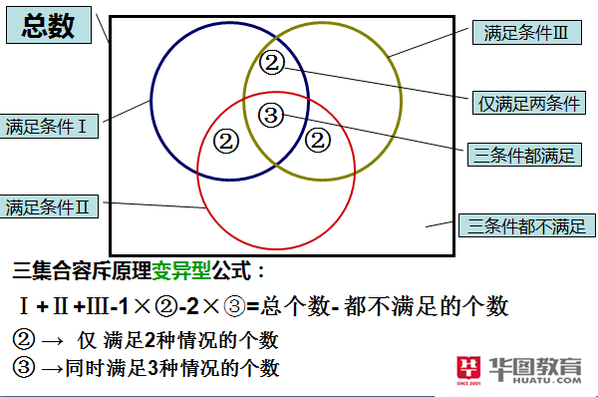 总数
满足条件Ⅲ
②
仅满足两条件
③
满足条件Ⅰ
②
②
三条件都满足
满足条件Ⅱ
三条件都不满足
三集合容斥原理变异型公式：
Ⅰ+Ⅱ+Ⅲ-1×②-2×③=总个数-都不满足的个数
②→ 仅 满足2种情况的个数
③→同时满足3种情况的个数
华图
SINCE 2001
华图教育
HUATU.COM